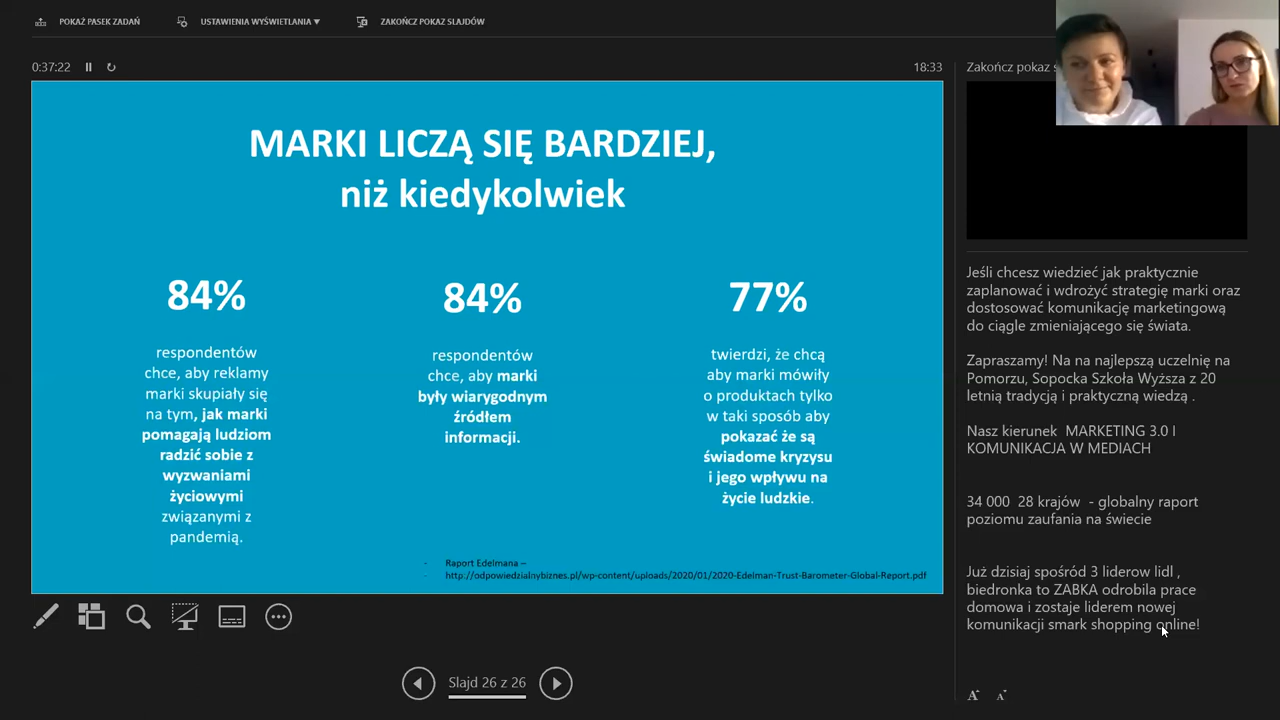 POKAŻ PASEK ZADAŃ
USTAWIENIA WYŚWIETLANIA ▼
ZAKOŃCZ POKAZ SLAJDÓW
0:37:22
18:33
Zakończ pokaz
MARKI LICZĄ SIĘ BARDZIEJ,
niż kiedykolwiek
84%
respondentów
chce, aby reklamy
marki skupiały się
na tym, jak marki
pomagają ludziom
radzić sobie z
wyzwaniami
życiowymi
związanymi z
pandemią.
84%
respondentów
chce, aby marki
były wiarygodnym
źródłem
informacji.
77%
twierdzi, że chcą
aby marki mówiły
o produktach tylko
w taki sposób aby
pokazać że są
świadome kryzysu
i jego wpływu na
życie ludzkie.
- Raport Edelmana –
- http://odpowiedzialnybiznes.pl/wp-content/uploads/2020/01/2020-Edelman-Trust-Barometer-Global-Report.pdf
Slajd 26 z 26
Jeśli chcesz wiedzieć jak praktycznie
zaplanować i wdrożyć strategię marki oraz
dostosować komunikację marketingową
do ciągle zmieniającego się świata.
Zapraszamy! Na na najlepszą uczelnię na
Pomorzu, Sopocka Szkoła Wyższa z 20
letnią tradycją i praktyczną wiedzą .
Nasz kierunek MARKETING 3.0 I
KOMUNIKACJA W MEDIACH
34 000 28 krajów - globalny raport
poziomu zaufania na świecie
Już dzisiaj spośród 3 liderow lidl ,
biedronka to ZABKA odrobila prace
domowa i zostaje liderem nowej
komunikacji smark shopping online!
A A